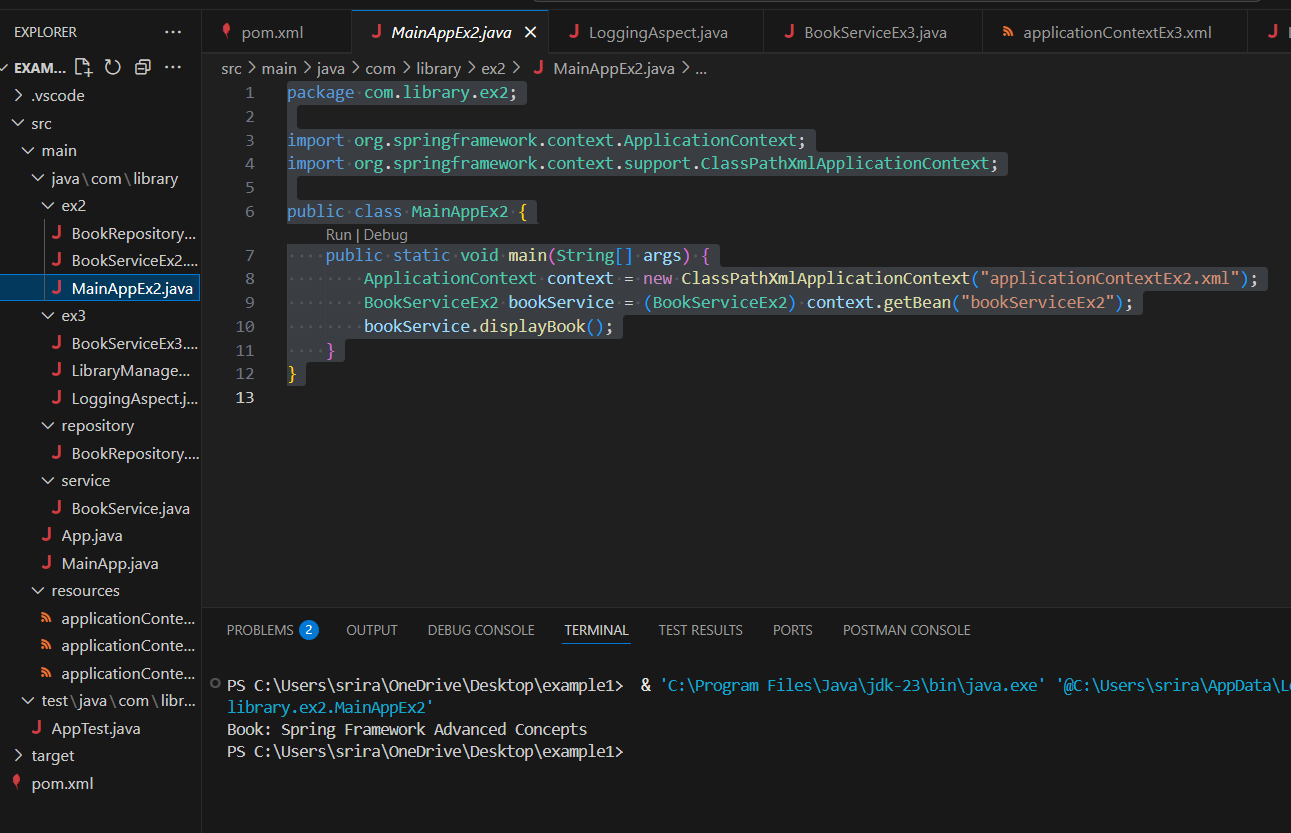 EXPLORER ...
pom.xml
MainAppEx2.java
LoggingAspect.java
BookServiceEx3.java
applicationContextEx3.xml
EXAM... ...
src > main > java > com > library > ex2 > MainAppEx2.java > ...
.vscode
src
main
java\com\library
ex2
BookRepository...
BookServiceEx2....
MainAppEx2.java
ex3
BookServiceEx3....
LibraryManage...
LoggingAspect.j...
repository
BookRepository....
service
BookService.java
App.java
MainApp.java
resources
applicationConte...
applicationConte...
applicationConte...
test\java\com\libr...
AppTest.java
target
pom.xml
1 package com.library.ex2;
2
3 import org.springframework.context.ApplicationContext;
4 import org.springframework.context.support.ClassPathXmlApplicationContext;
5
6 public class MainAppEx2 {
Run | Debug
7 public static void main(String[] args) {
8 ApplicationContext context = new ClassPathXmlApplicationContext("applicationContextEx2.xml");
9 BookServiceEx2 bookService = (BookServiceEx2) context.getBean("bookServiceEx2");
10 bookService.displayBook();
11 }
12 }
13
PROBLEMS 2 OUTPUT DEBUG CONSOLE TERMINAL TEST RESULTS PORTS POSTMAN CONSOLE
PS C:\Users\srira\OneDrive\Desktop\example1> & 'C:\Program Files\Java\jdk-23\bin\java.exe' '@C:\Users\srira\AppData\L
library.ex2.MainAppEx2'
Book: Spring Framework Advanced Concepts
PS C:\Users\srira\OneDrive\Desktop\example1>